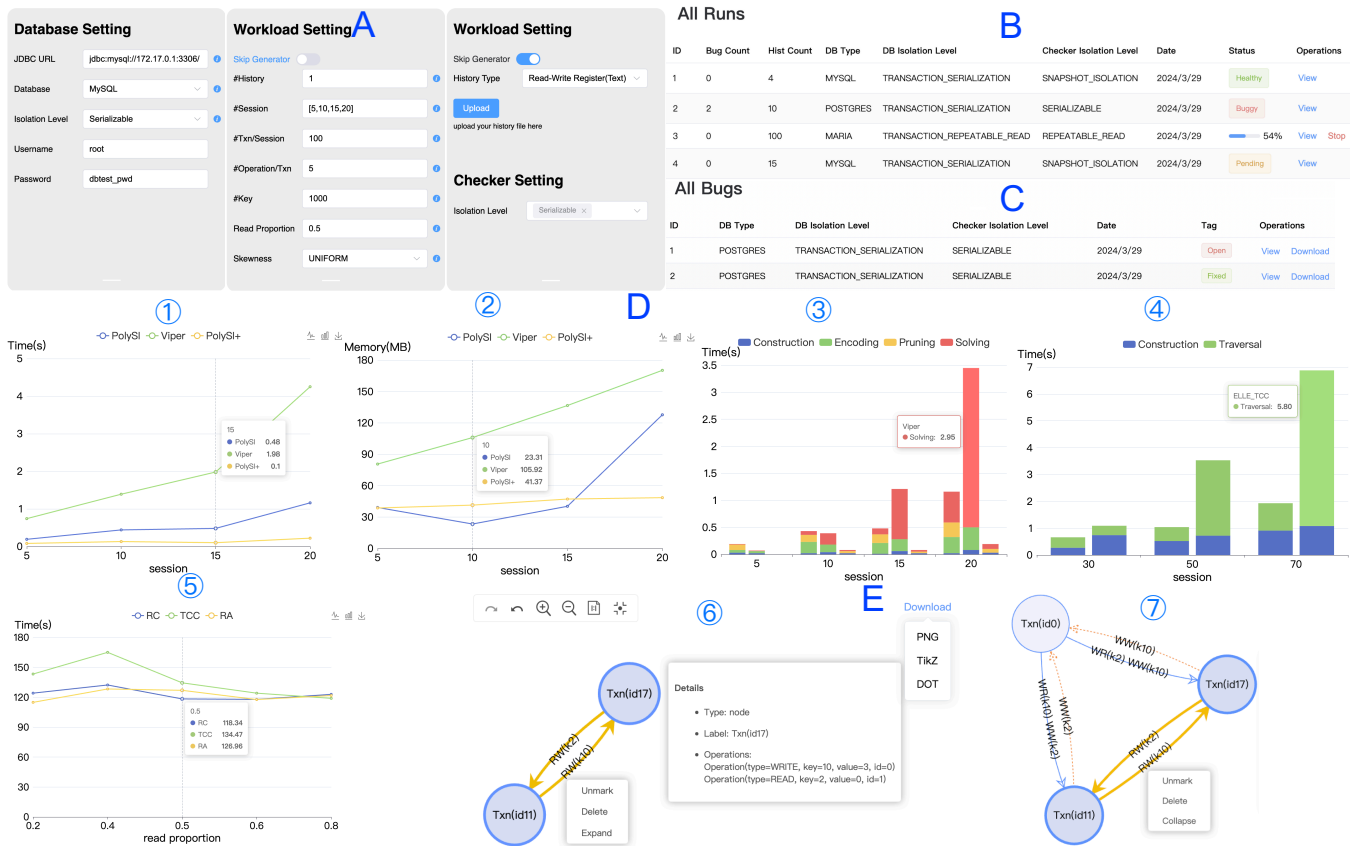 A
Database Setting
JDBC URL jdbc:mysql://172.17.0.1:3306/
Database MySQL
Isolation Level Serializable
Username root
Password dbtest_pwd
Workload Setting
Skip Generator
#History 1
#Session [5,10,15,20]
#Txn/Session 100
#Operation/Txn 5
#Key 1000
Read Proportion 0.5
Skewness UNIFORM
Workload Setting
Skip Generator
History Type Read-Write Register(Text)
Upload
upload your history file here
Checker Setting
Isolation Level Serializable
B
All Runs
ID Bug Count Hist Count DB Type DB Isolation Level Checker Isolation Level Date Status Operations
1 0 4 MYSQL TRANSACTION_SERIALIZATION SNAPSHOT_ISOLATION 2024/3/29 Healthy View
2 2 10 POSTGRES TRANSACTION_SERIALIZATION SERIALIZABLE 2024/3/29 Buggy View
3 0 100 MARIA TRANSACTION_REPEATABLE_READ REPEATABLE_READ 2024/3/29 54% View Stop
4 0 15 MYSQL TRANSACTION_SERIALIZATION SNAPSHOT_ISOLATION 2024/3/29 Pending View
C
All Bugs
ID DB Type DB Isolation Level Checker Isolation Level Date Tag Operations
1 POSTGRES TRANSACTION_SERIALIZATION SERIALIZABLE 2024/3/29 Open View Download
2 POSTGRES TRANSACTION_SERIALIZATION SERIALIZABLE 2024/3/29 Fixed View Download
D
①
PolySI Viper PolySI+
Time(s)
5
4
3
2
1
0
15
PolySI 0.48
Viper 1.98
PolySI+ 0.1
5 10 15 20
session
②
PolySI Viper PolySI+
Memory(MB)
180
150
120
90
60
30
0
10
PolySI 23.31
Viper 105.92
PolySI+ 41.37
5 10 15 20
session
③
Construction Encoding Pruning Solving
Time(s)
3.5
3
2.5
2
1.5
1
0.5
0
Viper
Solving: 2.95
5 10 15 20
session
④
Construction Traversal
Time(s)
7
6
5
4
3
2
1
0
ELLE_TCC
Traversal: 5.80
30 50 70
session
⑤
RC TCC RA
Time(s)
180
150
120
90
60
30
0
0.5
RC 118.34
TCC 134.47
RA 126.96
0.2 0.4 0.5 0.6 0.8
read proportion
E
⑥
1:1
Download
PNG
TikZ
DOT
Txn(id17)
RW(k2)
RW(k10)
Txn(id11)
Unmark
Delete
Expand
Details
Type: node
Label: Txn(id17)
Operations:
Operation(type=WRITE, key=10, value=3, id=0)
Operation(type=READ, key=2, value=0, id=1)
⑦
Txn(id0)
WW(k10)
WR(k2) WW(k10)
Txn(id17)
WR(k10) WW(k2)
WW(k2)
RW(k2)
RW(k10)
Txn(id11)
Unmark
Delete
Collapse